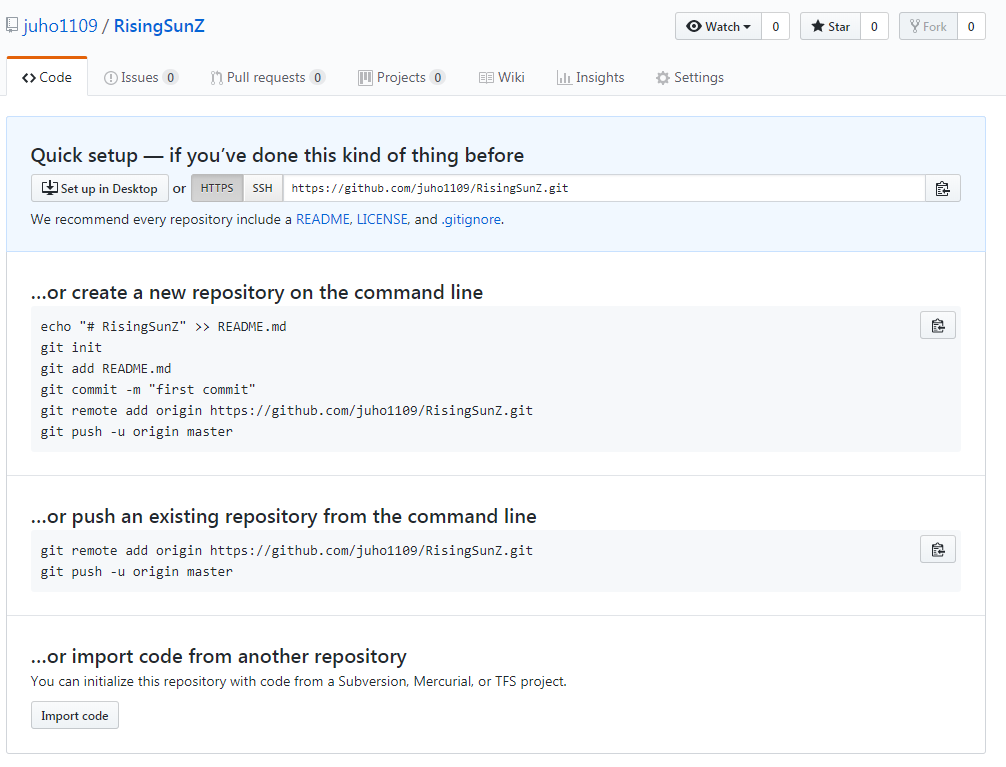 juho1109 / RisingSunZ
Watch 0 Star 0 Fork 0
Code Issues 0 Pull requests 0 Projects 0 Wiki Insights Settings
Quick setup — if you’ve done this kind of thing before
Set up in Desktop or HTTPS SSH https://github.com/juho1109/RisingSunZ.git
We recommend every repository include a README, LICENSE, and .gitignore.
…or create a new repository on the command line
echo "# RisingSunZ" >> README.md
git init
git add README.md
git commit -m "first commit"
git remote add origin https://github.com/juho1109/RisingSunZ.git
git push -u origin master
…or push an existing repository from the command line
git remote add origin https://github.com/juho1109/RisingSunZ.git
git push -u origin master
…or import code from another repository
You can initialize this repository with code from a Subversion, Mercurial, or TFS project.
Import code